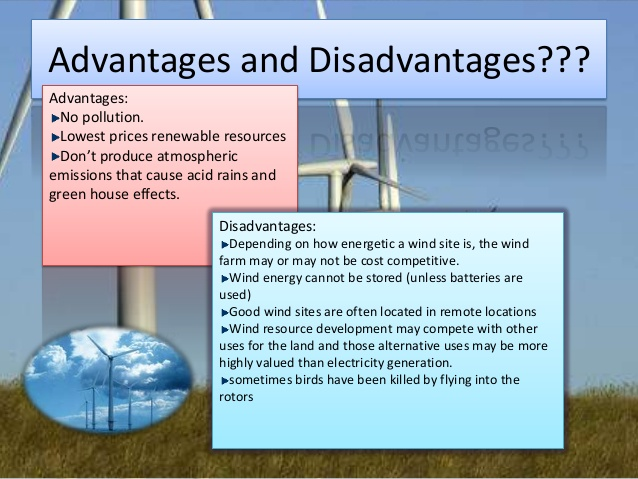 Advantages and Disadvantages???
Advantages:
No pollution.
Lowest prices renewable resources
Don’t produce atmospheric
emissions that cause acid rains and
green house effects.
Disadvantages:
Depending on how energetic a wind site is, the wind
farm may or may not be cost competitive.
Wind energy cannot be stored (unless batteries are
used)
Good wind sites are often located in remote locations
Wind resource development may compete with other
uses for the land and those alternative uses may be more
highly valued than electricity generation.
sometimes birds have been killed by flying into the
rotors